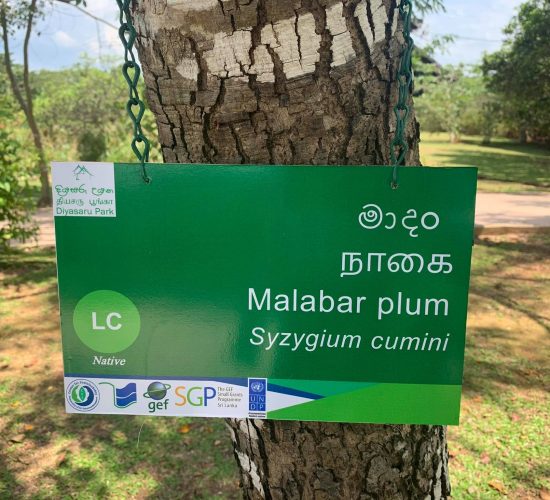 දියසරු උයන
தியசரு பூங்கா
Diyasaru Park
මාදං
நாகை
Malabar plum
Syzygium cumini
LC
Native
gef
SGP
The GEF
Small Grants
Programme
Sri Lanka
UNDP